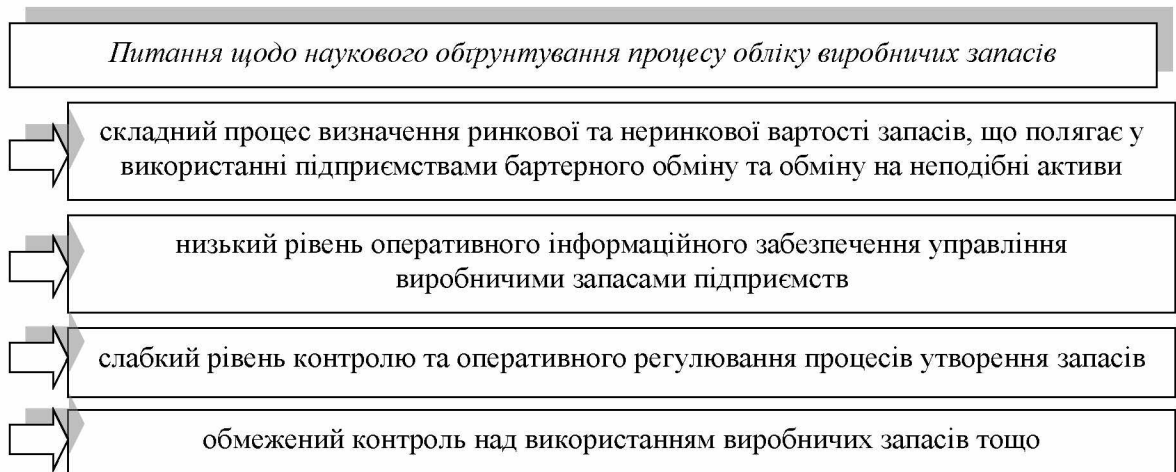 Питання щодо наукового обґрунтування процесу обліку виробничих запасів
складний процес визначення ринкової та неринкової вартості запасів, що полягає у
використанні підприємствами бартерного обміну та обміну на неподібні активи
низький рівень оперативного інформаційного забезпечення управління
виробничими запасами підприємств
слабкий рівень контролю та оперативного регулювання процесів утворення запасів
обмежений контроль над використанням виробничих запасів тощо